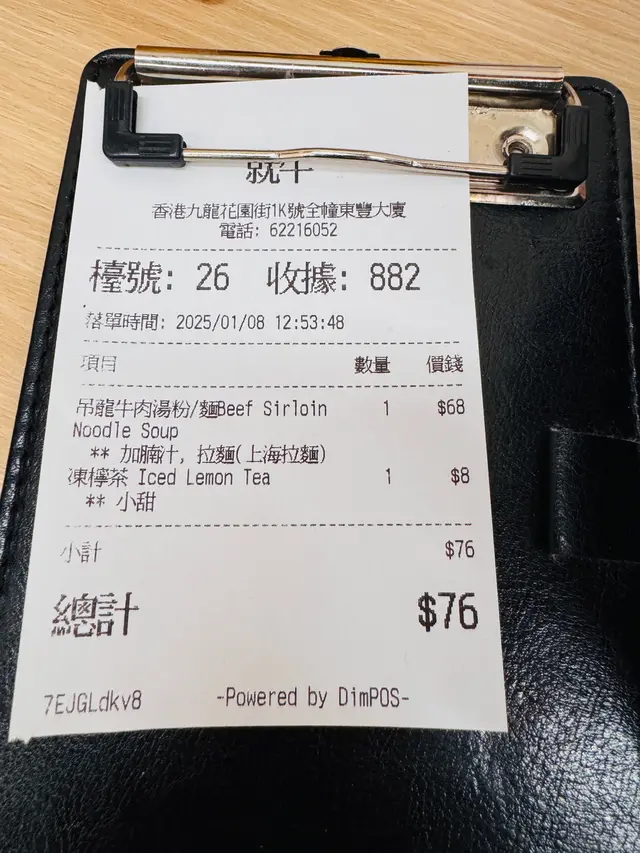 香港九龍花園街1K號全幢東豐大廈
電話: 62216052
檯號: 26 收據: 882
落單時間: 2025/01/08 12:53:48
項目 數量 價錢
吊龍牛肉湯粉/麵Beef Sirloin 1 $68
Noodle Soup
** 加腩汁, 拉麵(上海拉麵)
凍檸茶 Iced Lemon Tea 1 $8
** 小甜
小計 $76
總計 $76
7EJGLdkv8 -Powered by DimPOS-